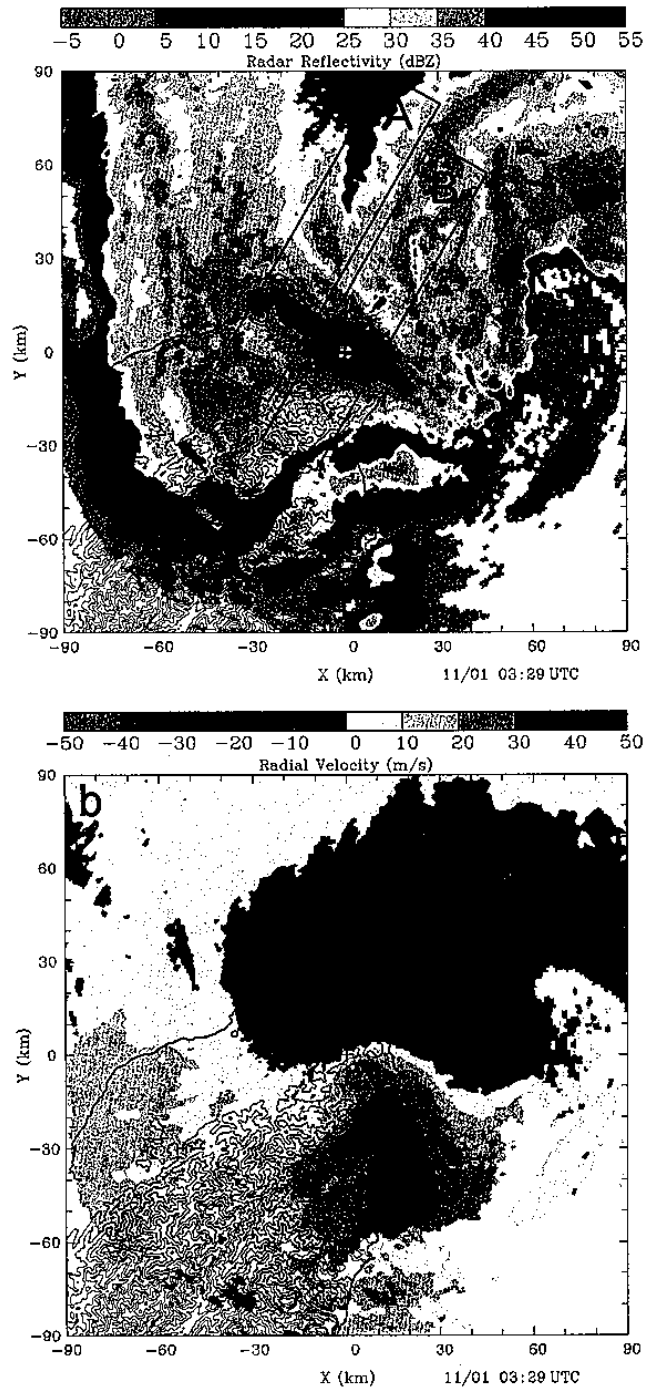 −5 0 5 10 15 20 25 30 35 40 45 50 55
Radar Reflectivity (dBZ)
90
60
30
0
−30
−60
−90
Y (km)
A
−90 −60 −30 0 30 60 90
X (km) 11/01 03:29 UTC
−50 −40 −30 −20 −10 0 10 20 30 40 50
Radial Velocity (m/s)
90
b
60
30
0
−30
−60
−90
Y (km)
−90 −60 −30 0 30 60 90
X (km) 11/01 03:29 UTC